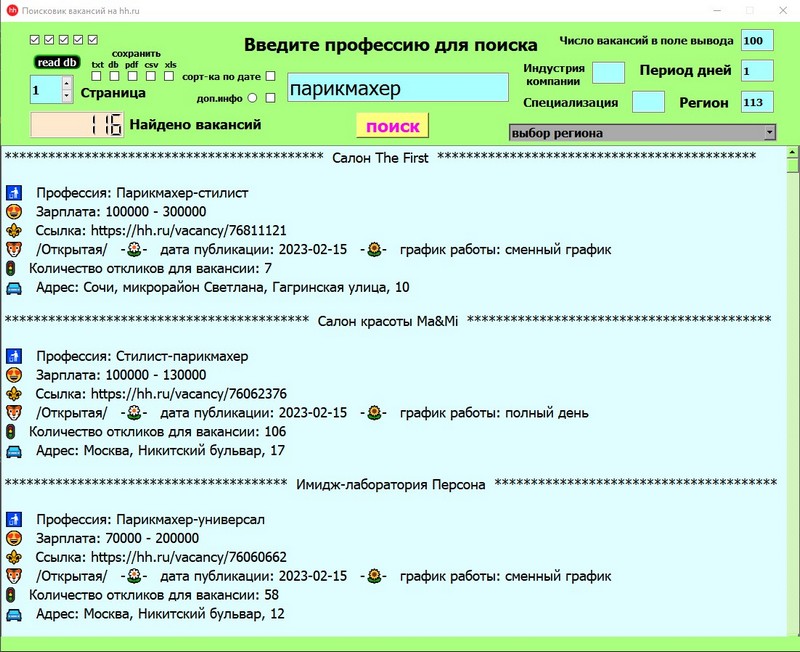 hh Поисковик вакансий на hh.ru
Введите профессию для поиска
Число вакансий в поле вывода 100
read db
сохранить
txt db pdf csv xls
сорт-ка по дате
Индустрия компании
Период дней 1
1 Страница
доп.инфо
парикмахер
Специализация
Регион 113
116 Найдено вакансий
поиск
выбор региона
****************************************** Салон The First ******************************************
Профессия: Парикмахер-стилист
Зарплата: 100000 - 300000
Ссылка: https://hh.ru/vacancy/76811121
/Открытая/ -🌼- дата публикации: 2023-02-15 -🌻- график работы: сменный график
Количество откликов для вакансии: 7
Адрес: Сочи, микрорайон Светлана, Гагринская улица, 10
**************************************** Салон красоты Ma&Mi ****************************************
Профессия: Стилист-парикмахер
Зарплата: 100000 - 130000
Ссылка: https://hh.ru/vacancy/76062376
/Открытая/ -🌼- дата публикации: 2023-02-15 -🌻- график работы: полный день
Количество откликов для вакансии: 106
Адрес: Москва, Никитский бульвар, 17
************************************* Имидж-лаборатория Персона *************************************
Профессия: Парикмахер-универсал
Зарплата: 70000 - 200000
Ссылка: https://hh.ru/vacancy/76060662
/Открытая/ -🌼- дата публикации: 2023-02-15 -🌻- график работы: сменный график
Количество откликов для вакансии: 58
Адрес: Москва, Никитский бульвар, 12